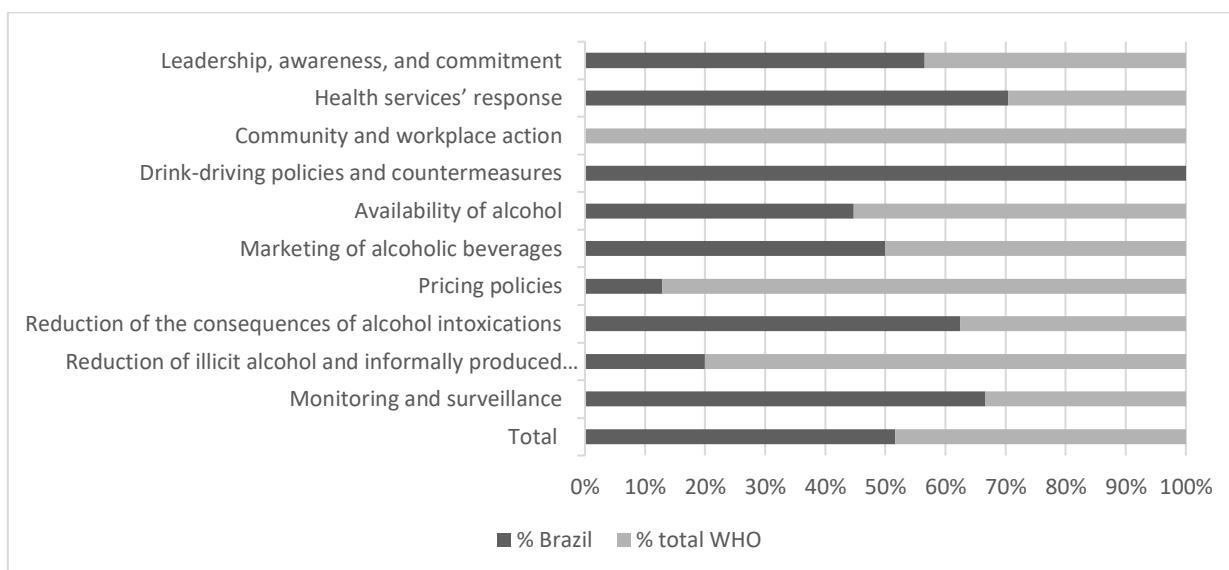 Leadership, awareness, and commitment
Health services’ response
Community and workplace action
Drink-driving policies and countermeasures
Availability of alcohol
Marketing of alcoholic beverages
Pricing policies
Reduction of the consequences of alcohol intoxications
Reduction of illicit alcohol and informally produced…
Monitoring and surveillance
Total
0% 10% 20% 30% 40% 50% 60% 70% 80% 90% 100%
% Brazil % total WHO